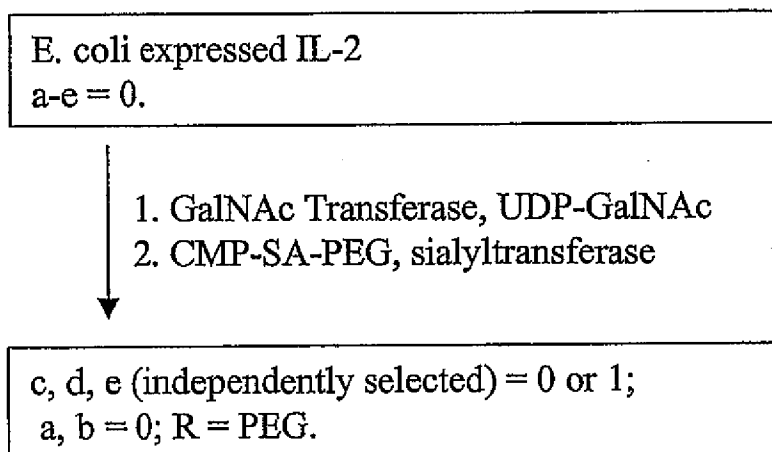 E. coli expressed IL-2
a-e = 0.
1. GalNAc Transferase, UDP-GalNAc
2. CMP-SA-PEG, sialyltransferase
c, d, e (independently selected) = 0 or 1;
a, b = 0; R = PEG.